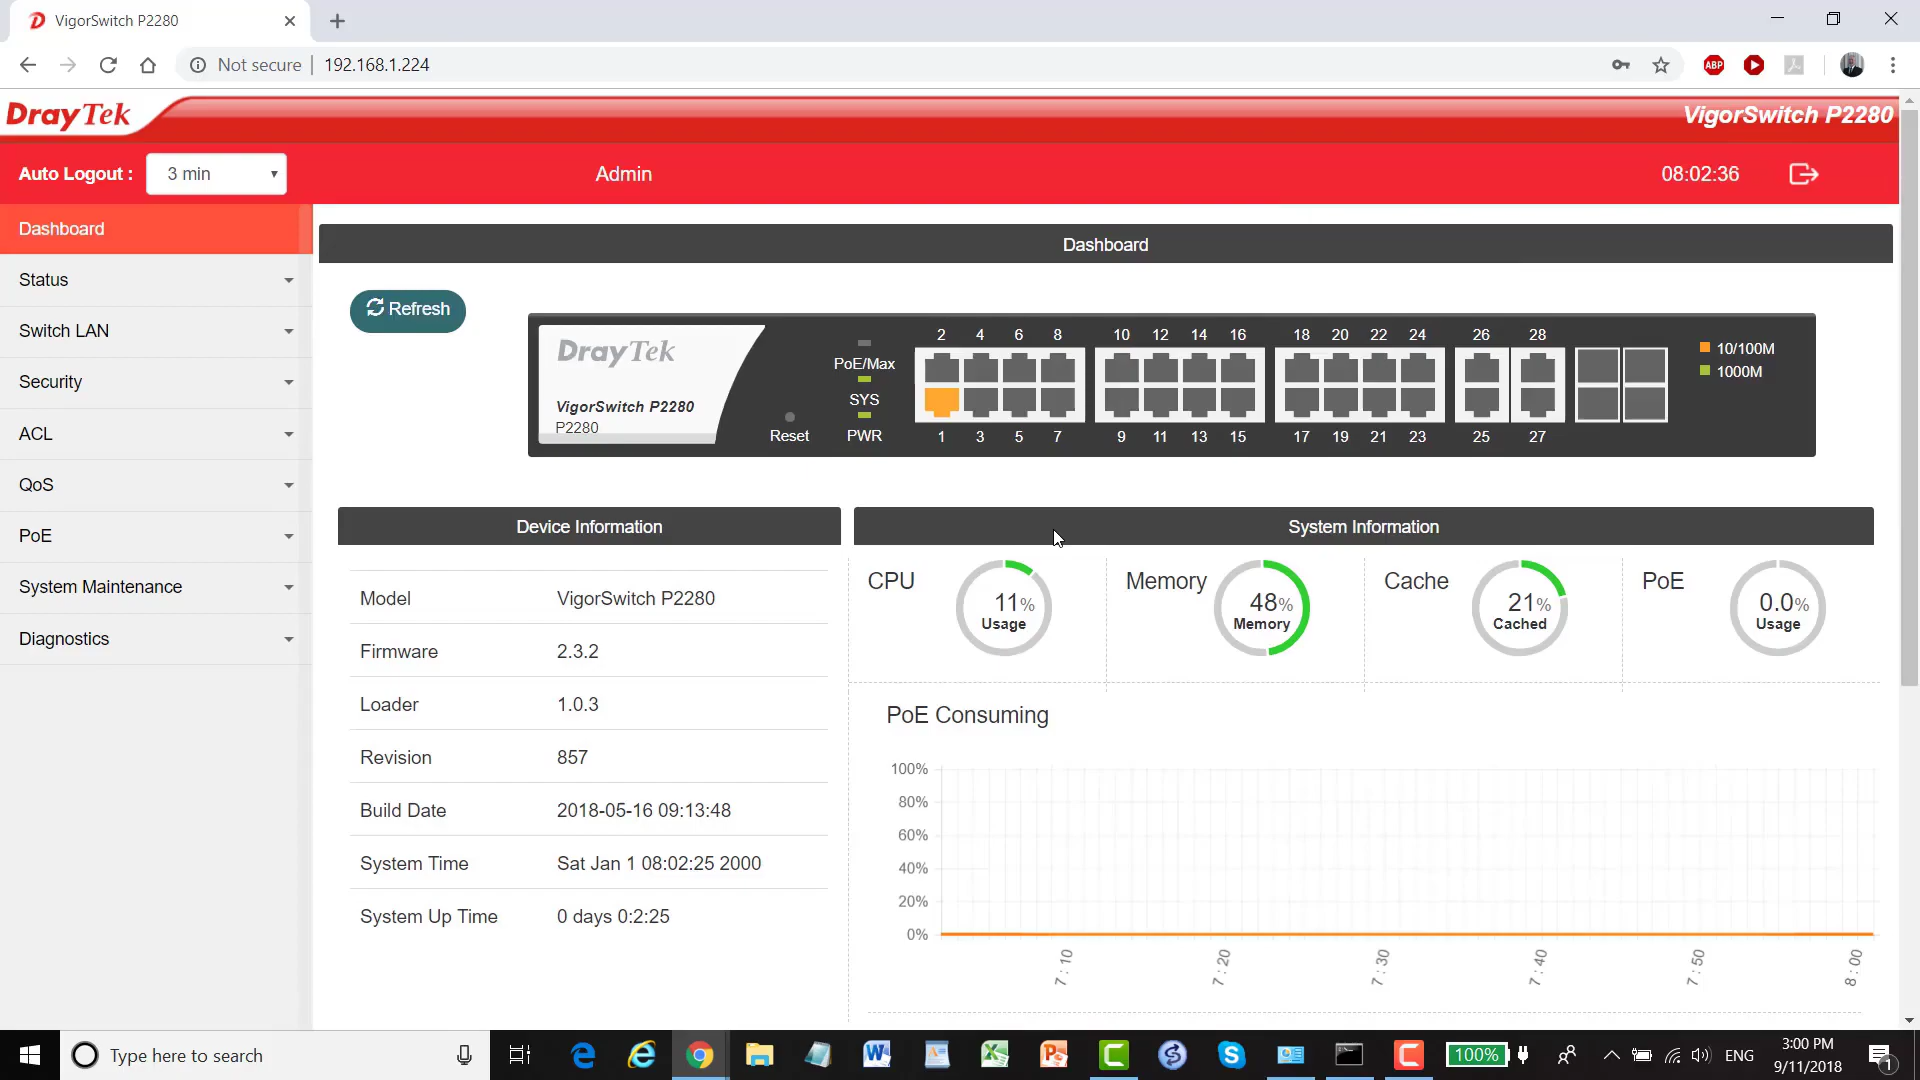 VigorSwitch P2280
Not secure
192.168.1.224
ABP
DrayTek
VigorSwitch P2280
Auto Logout :
3 min
Admin
08:02:36
Dashboard
Status
Switch LAN
Security
ACL
QoS
PoE
System Maintenance
Diagnostics
Dashboard
Refresh
DrayTek
VigorSwitch P2280
P2280
Reset
PoE/Max
SYS
PWR
2 4 6 8 10 12 14 16 18 20 22 24 26 28
1 3 5 7 9 11 13 15 17 19 21 23 25 27
10/100M
1000M
Device Information
Model VigorSwitch P2280
Firmware 2.3.2
Loader 1.0.3
Revision 857
Build Date 2018-05-16 09:13:48
System Time Sat Jan 1 08:02:25 2000
System Up Time 0 days 0:2:25
System Information
CPU
11%
Usage
Memory
48%
Memory
Cache
21%
Cached
PoE
0.0%
Usage
PoE Consuming
100%
80%
60%
40%
20%
0%
7:10 7:20 7:30 7:40 7:50 8:00
Type here to search
100%
ENG
3:00 PM
9/11/2018
1